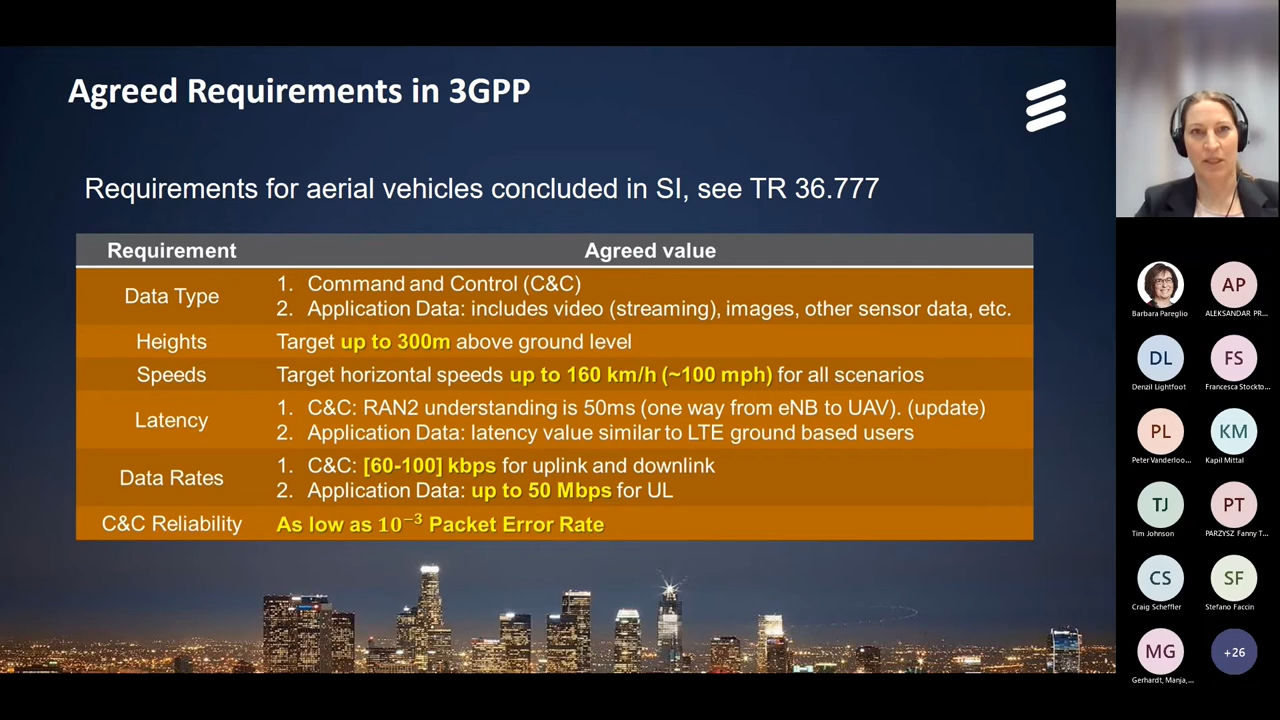 Agreed Requirements in 3GPP
Requirements for aerial vehicles concluded in SI, see TR 36.777
Requirement Agreed value
Data Type
1. Command and Control (C&C)
2. Application Data: includes video (streaming), images, other sensor data, etc.
Heights Target up to 300m above ground level
Speeds Target horizontal speeds up to 160 km/h (~100 mph) for all scenarios
Latency
1. C&C: RAN2 understanding is 50ms (one way from eNB to UAV). (update)
2. Application Data: latency value similar to LTE ground based users
Data Rates
1. C&C: [60-100] kbps for uplink and downlink
2. Application Data: up to 50 Mbps for UL
C&C Reliability As low as 10⁻³ Packet Error Rate
Barbara Pareglio
AP
ALEKSANDAR PR...
DL
Denzil Lightfoot
FS
Francesca Stockto...
PL
Peter Vanderloo...
KM
Kapil Mittal
TJ
Tim Johnson
PT
PARZYSZ Fanny T...
CS
Craig Scheffler
SF
Stefano Faccin
MG
Gerhardt, Manja,...
+26